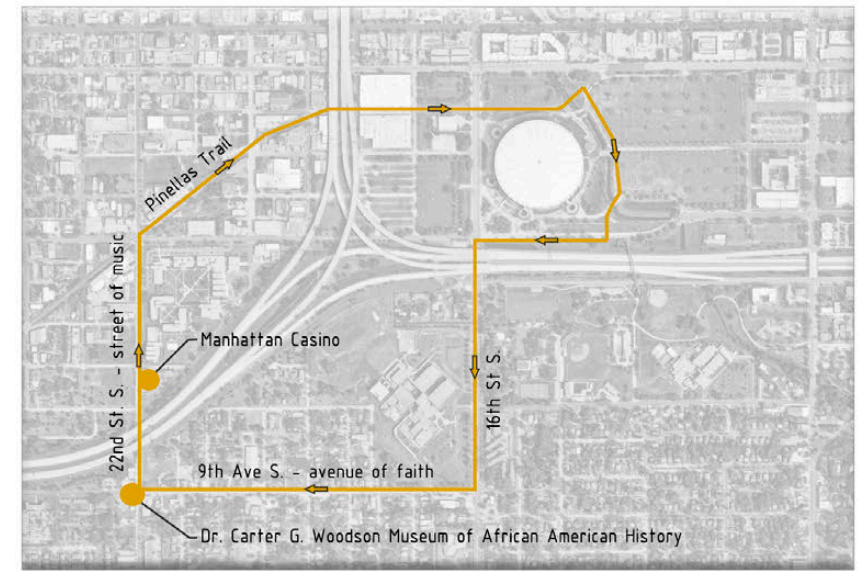 Pinellas Trail
22nd St. S. - street of music
Manhattan Casino
16th St S.
9th Ave S. - avenue of faith
Dr. Carter G. Woodson Museum of African American History